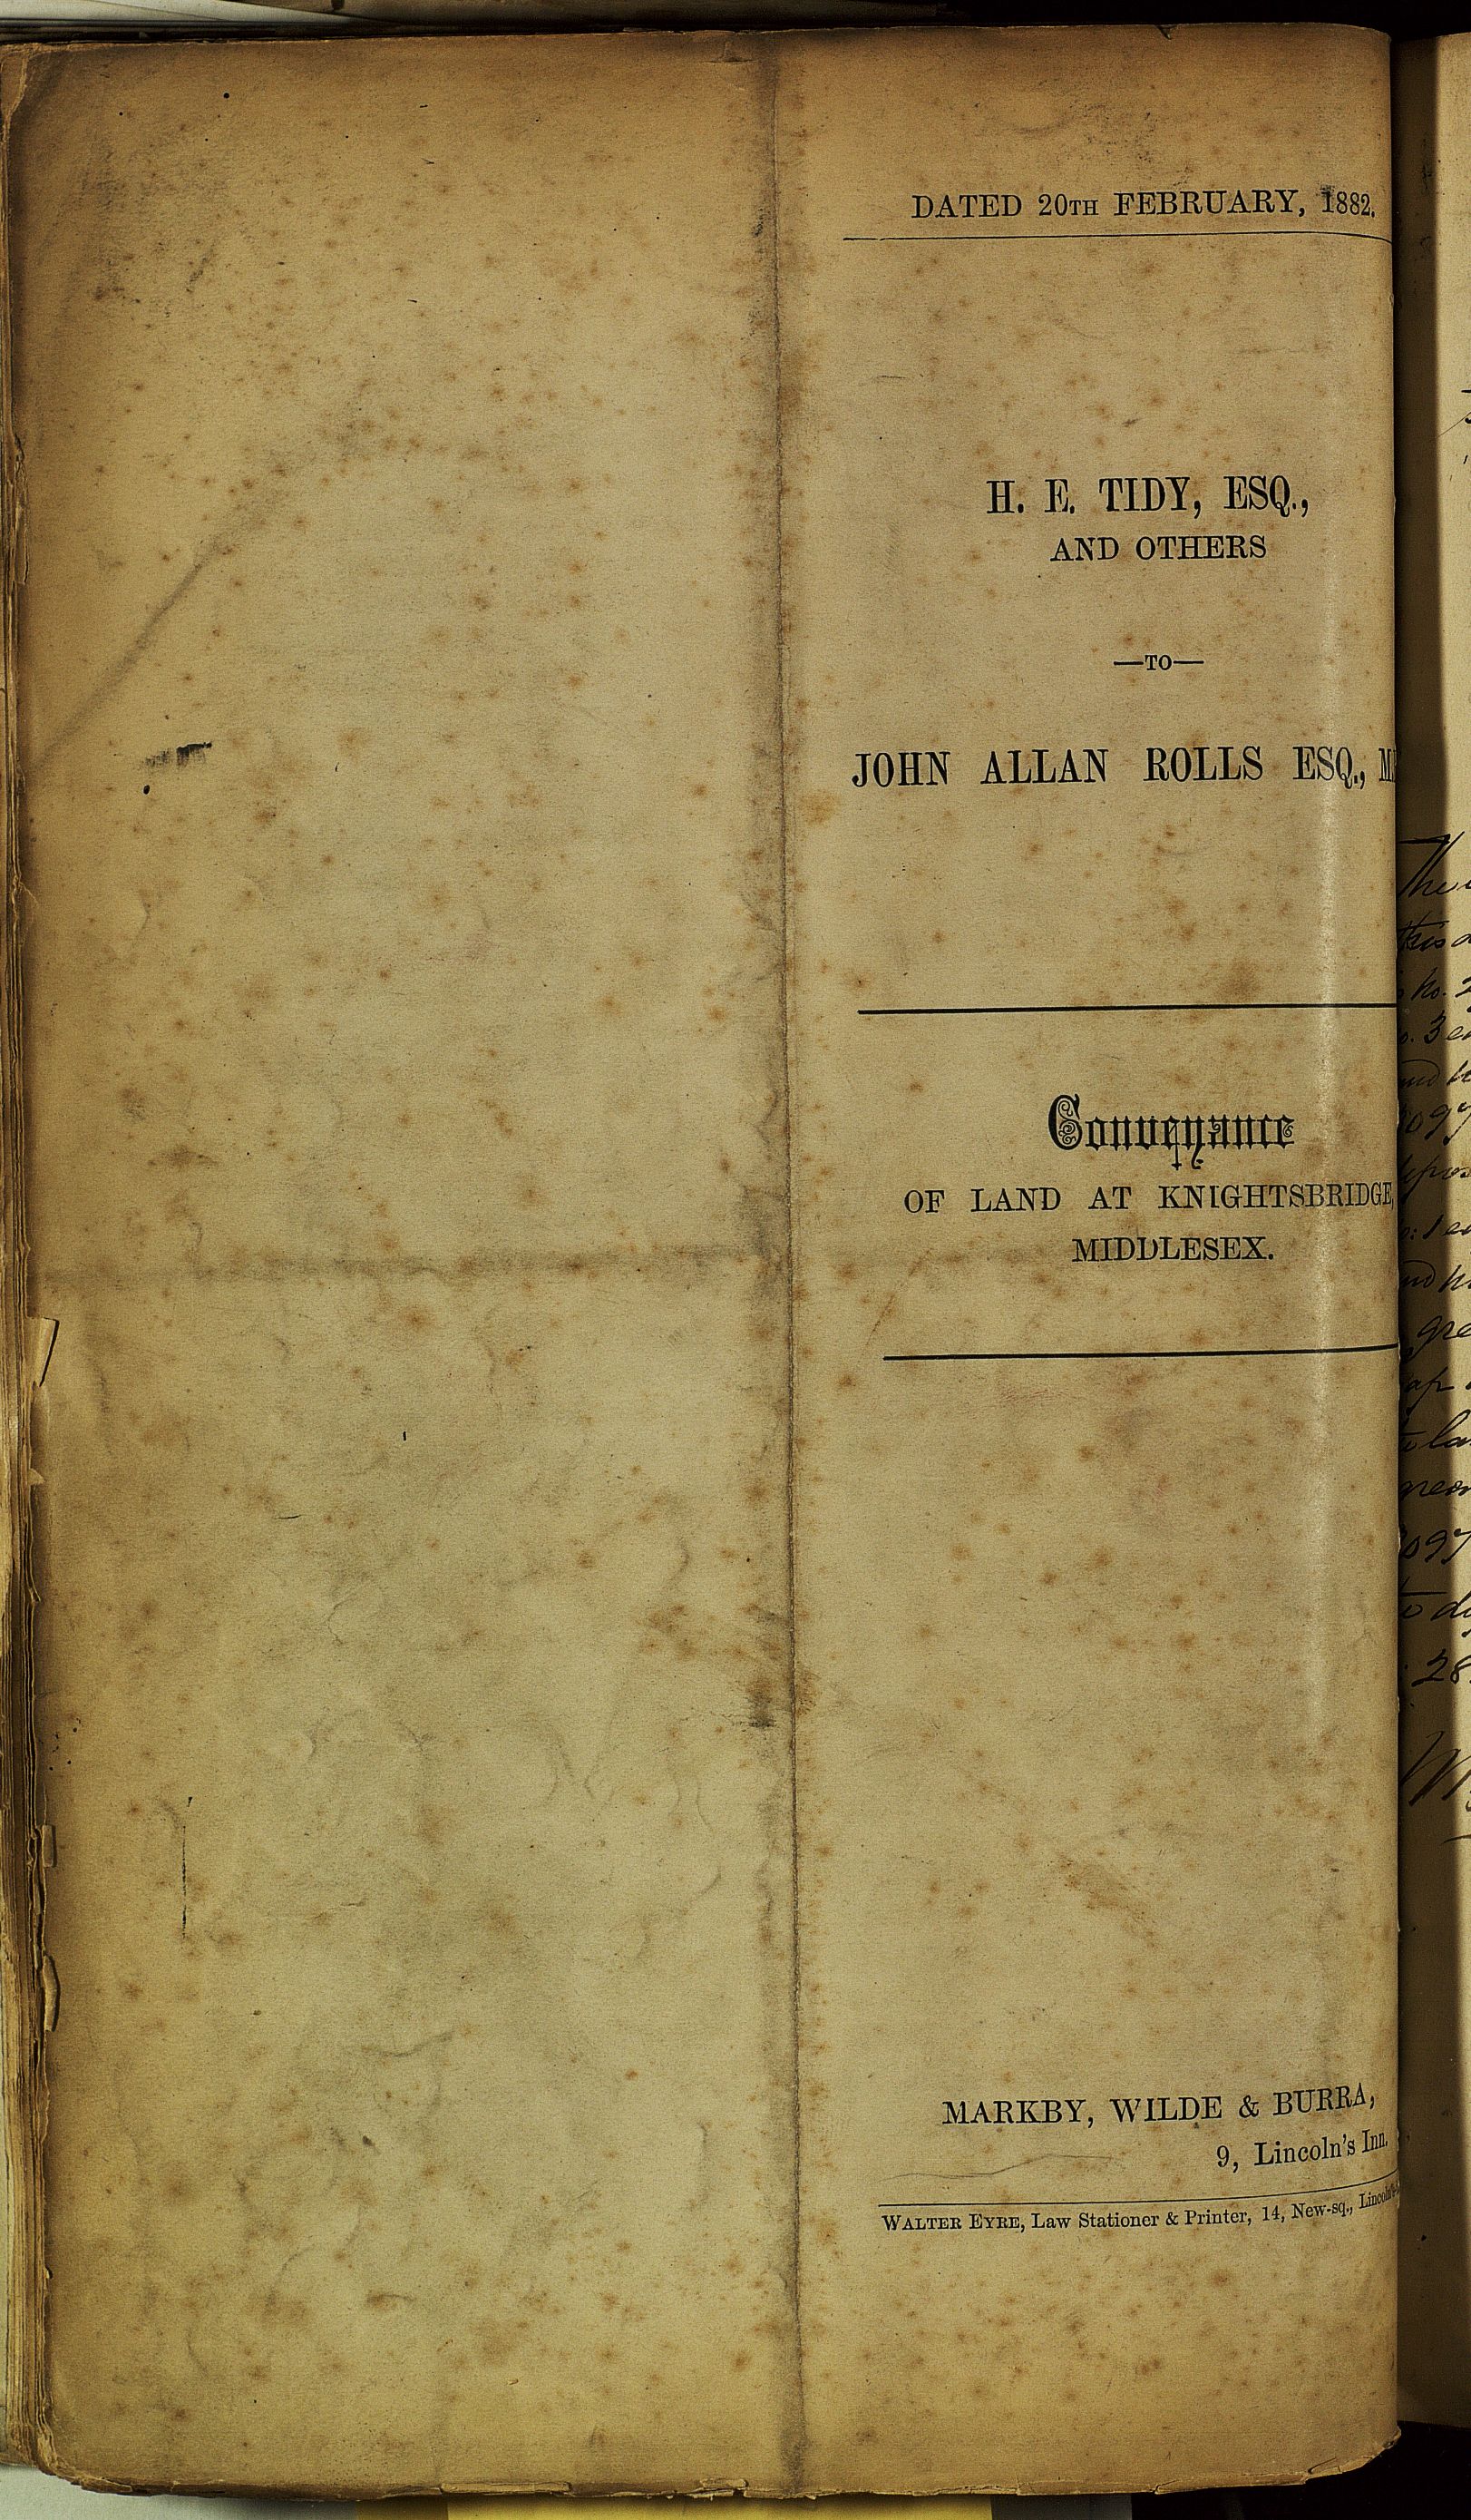 DATED 20TH FEBRUARY, 1882.
H. E. TIDY, ESQ.,
AND OTHERS
—TO—
JOHN ALLAN ROLLS ESQ.,
Conveyance
OF LAND AT KNIGHTSBRIDGE,
MIDDLESEX.
MARKBY, WILDE & BURRA,
9, Lincoln's Inn,
WALTER EYRE, Law Stationer & Printer, 14, New-sq.,